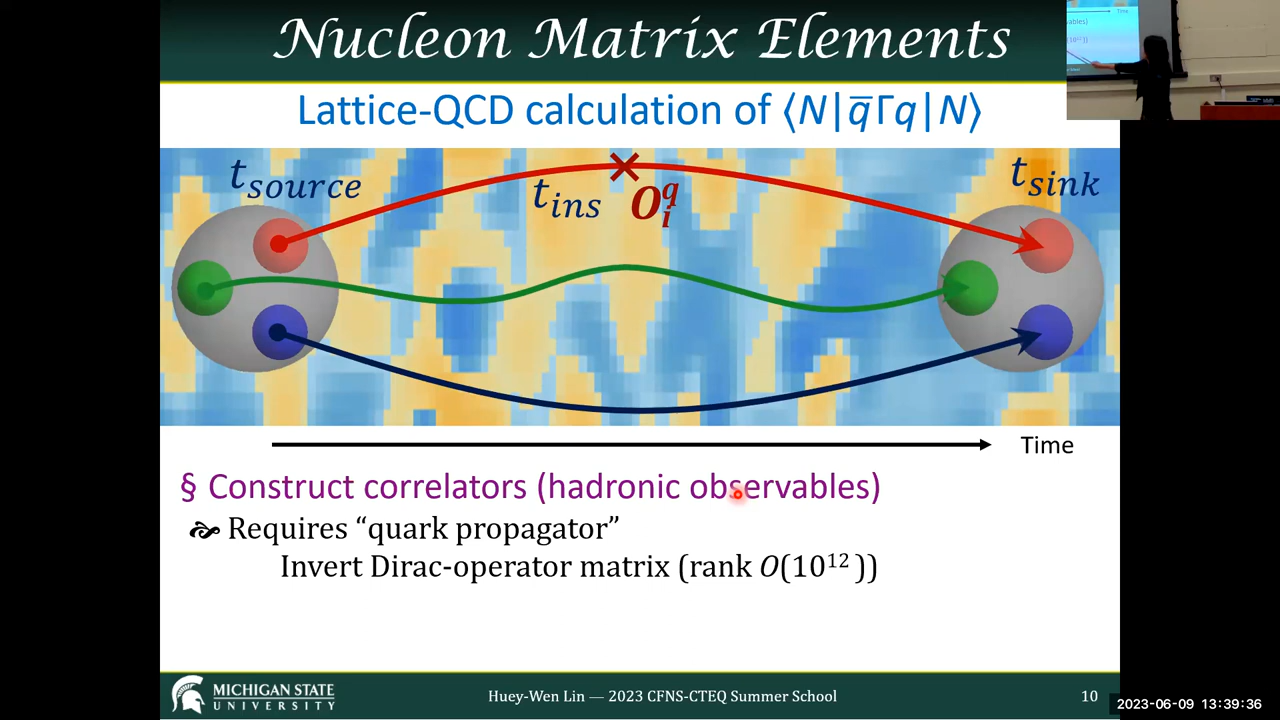 Nucleon Matrix Elements
Lattice-QCD calculation of ⟨N|q̅Γq|N⟩
t_source
t_ins
O_i^q
t_sink
Time
§ Construct correlators (hadronic observables)
Requires “quark propagator”
Invert Dirac-operator matrix (rank O(10¹²))
MICHIGAN STATE
UNIVERSITY
Huey-Wen Lin — 2023 CFNS-CTEQ Summer School
10
2023-06-09 13:39:36